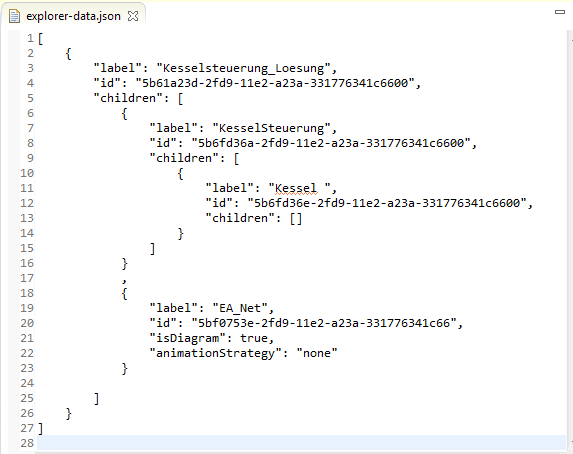 explorer-data.json
1 [
2     {
3         "label": "Kesselsteuerung_Loesung",
4         "id": "5b61a23d-2fd9-11e2-a23a-331776341c6600",
5         "children": [
6             {
7                 "label": "KesselSteuerung",
8                 "id": "5b6fd36a-2fd9-11e2-a23a-331776341c6600",
9                 "children": [
10                     {
11                         "label": "Kessel ",
12                         "id": "5b6fd36e-2fd9-11e2-a23a-331776341c6600",
13                         "children": []
14                     }
15                 ]
16             }
17             ,
18             {
19                 "label": "EA_Net",
20                 "id": "5bf0753e-2fd9-11e2-a23a-331776341c66",
21                 "isDiagram": true,
22                 "animationStrategy": "none"
23             }
24
25         ]
26     }
27 ]
28